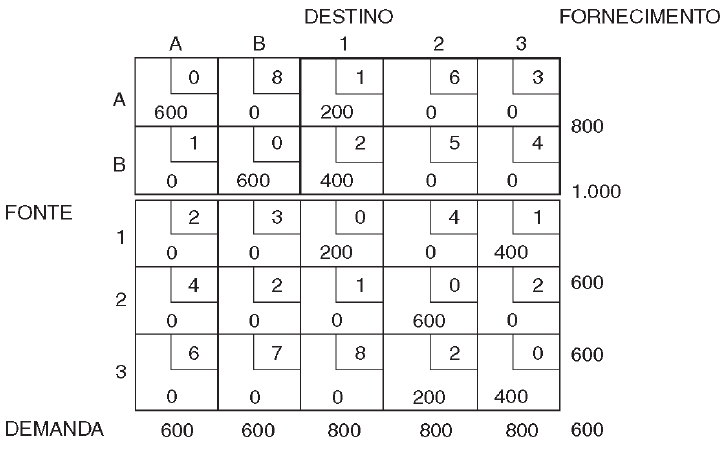 DESTINO FORNECIMENTO
A B 1 2 3
0 8 1 6 3
A
600 0 200 0 0
800
1 0 2 5 4
B
0 600 400 0 0
1.000
FONTE
2 3 0 4 1
1
0 0 200 0 400
600
4 2 1 0 2
2
0 0 0 600 0
600
6 7 8 2 0
3
0 0 0 200 400
DEMANDA 600 600 800 800 800 600